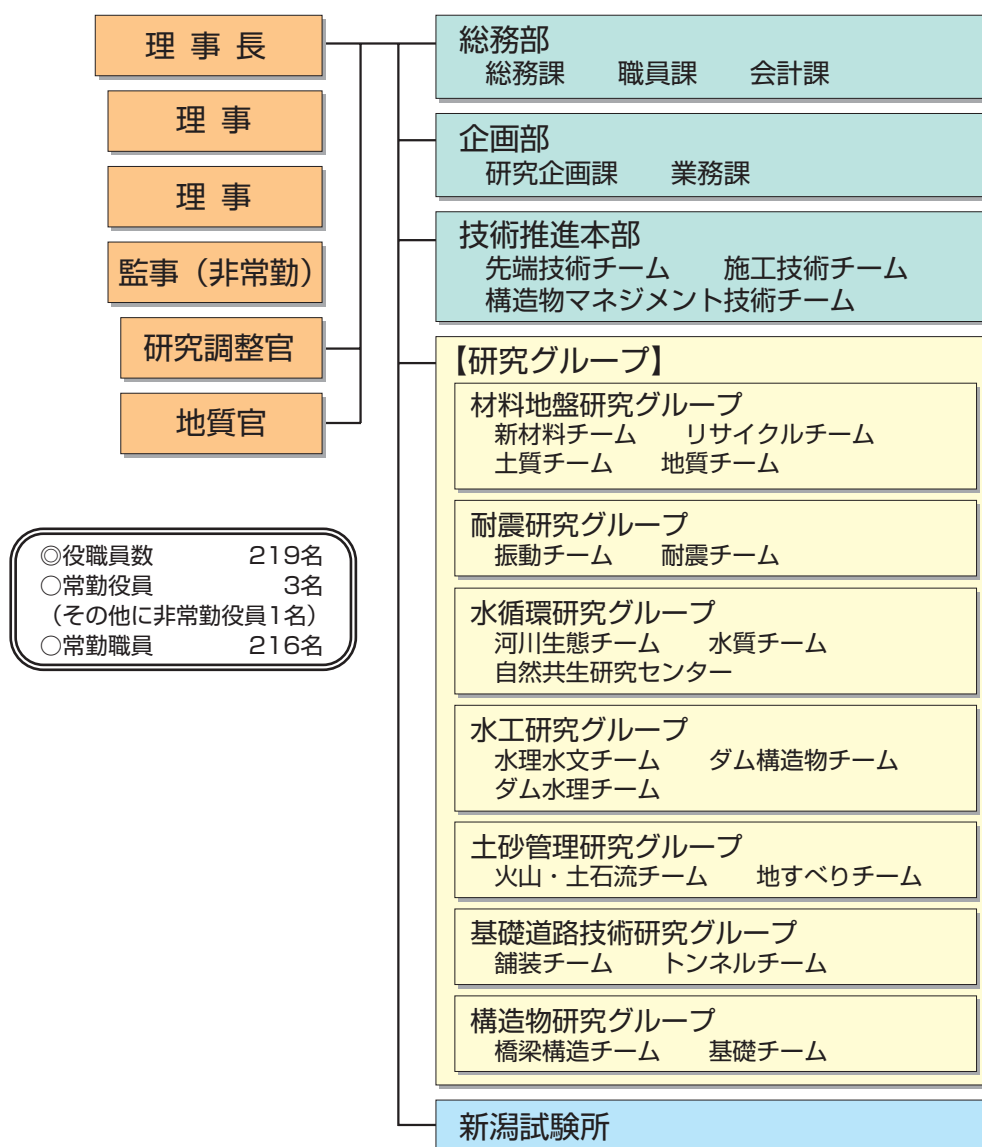 理事長
理事
理事
監事（非常勤）
研究調整官
地質官
◎役職員数 219名
○常勤役員 3名
（その他に非常勤役員1名）
○常勤職員 216名
総務部
総務課 職員課 会計課
企画部
研究企画課 業務課
技術推進本部
先端技術チーム 施工技術チーム
構造物マネジメント技術チーム
【研究グループ】
材料地盤研究グループ
新材料チーム リサイクルチーム
土質チーム 地質チーム
耐震研究グループ
振動チーム 耐震チーム
水循環研究グループ
河川生態チーム 水質チーム
自然共生研究センター
水工研究グループ
水理水文チーム ダム構造物チーム
ダム水理チーム
土砂管理研究グループ
火山・土石流チーム 地すべりチーム
基礎道路技術研究グループ
舗装チーム トンネルチーム
構造物研究グループ
橋梁構造チーム 基礎チーム
新潟試験所